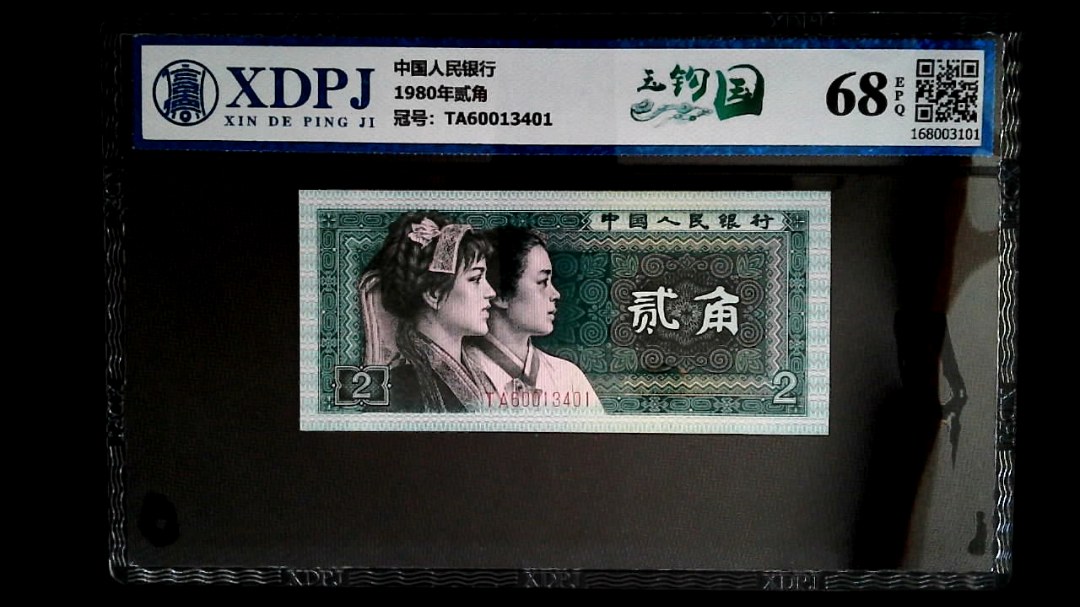 XDPJ
XIN DE PING JI
中国人民银行
1980年贰角
冠号：TA60013401
玉钩国
68 EPQ
168003101
中国人民银行
贰角
2
2
TA60013401
XDPJ XDPJ XDPJ